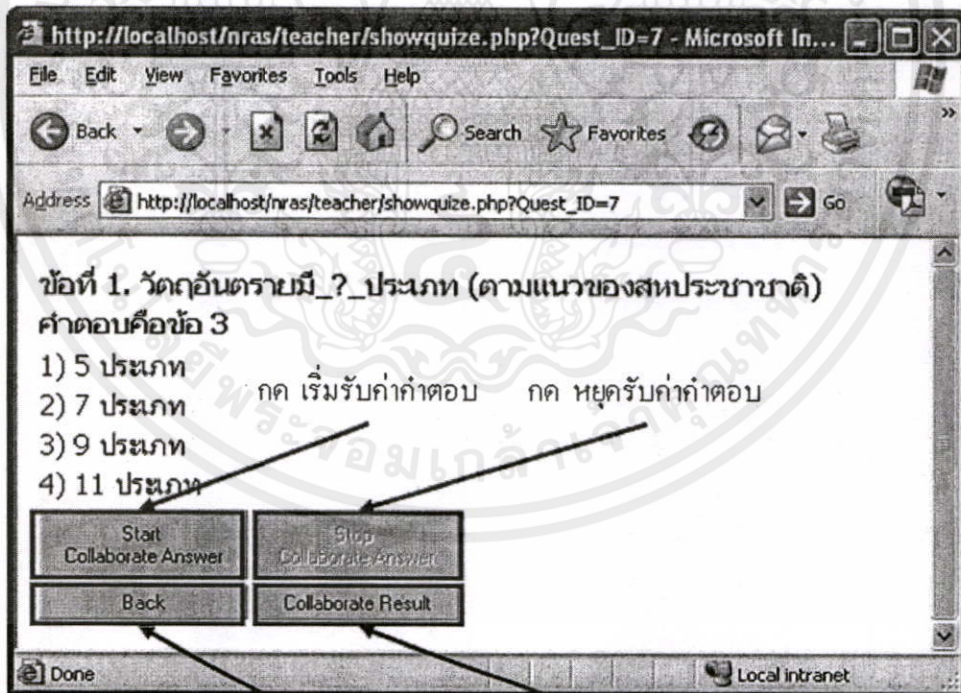 http://localhost/nras/teacher/showquize.php?Quest_ID=7 - Microsoft In...
File Edit View Favorites Tools Help
Back Search Favorites
Address http://localhost/nras/teacher/showquize.php?Quest_ID=7 Go
ข้อที่ 1. วัตถุอันตรายมี_?_ประเภท (ตามแนวของสหประชาชาติ)
คำตอบคือข้อ 3
1) 5 ประเภท
2) 7 ประเภท
3) 9 ประเภท
4) 11 ประเภท
กด เริ่มรับค่าคำตอบ กด หยุดรับค่าคำตอบ
Start Collaborate Answer
Stop Collaborate Answer
Back Collaborate Result
Done Local intranet